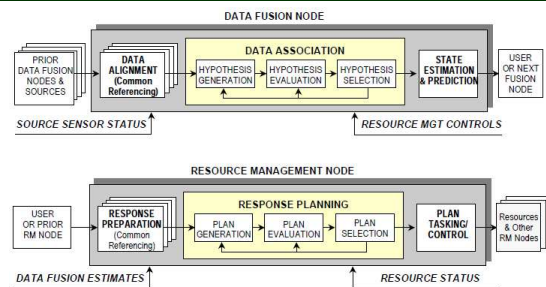 DATA FUSION NODE
PRIOR
DATA FUSION
NODES &
SOURCES
DATA
ALIGNMENT
(Common
Referencing)
DATA ASSOCIATION
HYPOTHESIS
GENERATION
HYPOTHESIS
EVALUATION
HYPOTHESIS
SELECTION
STATE
ESTIMATION
& PREDICTION
USER
OR NEXT
FUSION
NODE
SOURCE SENSOR STATUS
RESOURCE MGT CONTROLS
RESOURCE MANAGEMENT NODE
USER
OR PRIOR
RM NODE
RESPONSE
PREPARATION
(Common
Referencing)
RESPONSE PLANNING
PLAN
GENERATION
PLAN
EVALUATION
PLAN
SELECTION
PLAN
TASKING/
CONTROL
Resources
& Other
RM Nodes
DATA FUSION ESTIMATES
RESOURCE STATUS